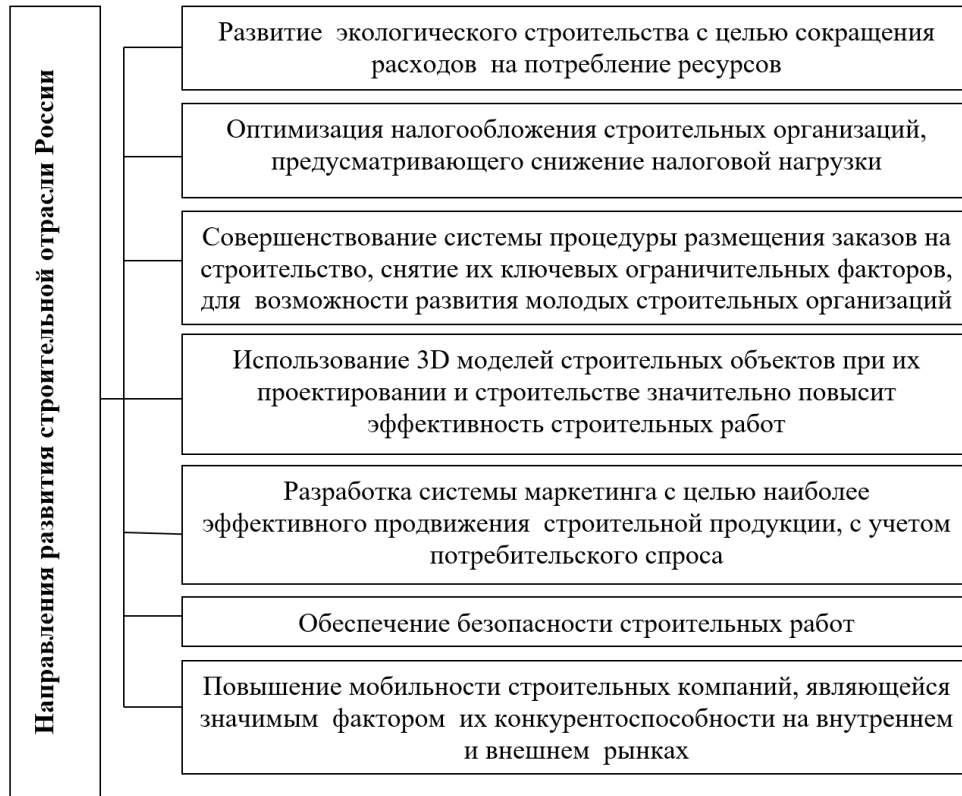 Направления развития строительной отрасли России
Развитие экологического строительства с целью сокращения
расходов на потребление ресурсов
Оптимизация налогообложения строительных организаций,
предусматривающего снижение налоговой нагрузки
Совершенствование системы процедуры размещения заказов на
строительство, снятие их ключевых ограничительных факторов,
для возможности развития молодых строительных организаций
Использование 3D моделей строительных объектов при их
проектировании и строительстве значительно повысит
эффективность строительных работ
Разработка системы маркетинга с целью наиболее
эффективного продвижения строительной продукции, с учетом
потребительского спроса
Обеспечение безопасности строительных работ
Повышение мобильности строительных компаний, являющейся
значимым фактором их конкурентоспособности на внутреннем
и внешнем рынках